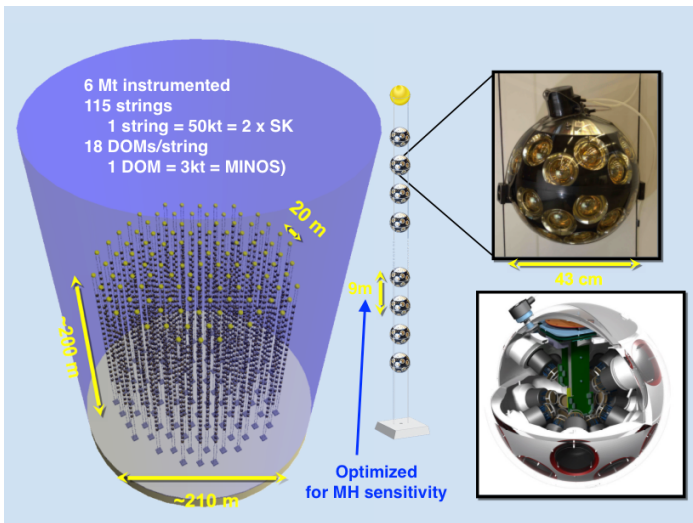 6 Mt instrumented
115 strings
1 string = 50kt = 2 x SK
18 DOMs/string
1 DOM = 3kt = MINOS)
20 m
~200 m
~210 m
9m
Optimized
for MH sensitivity
43 cm